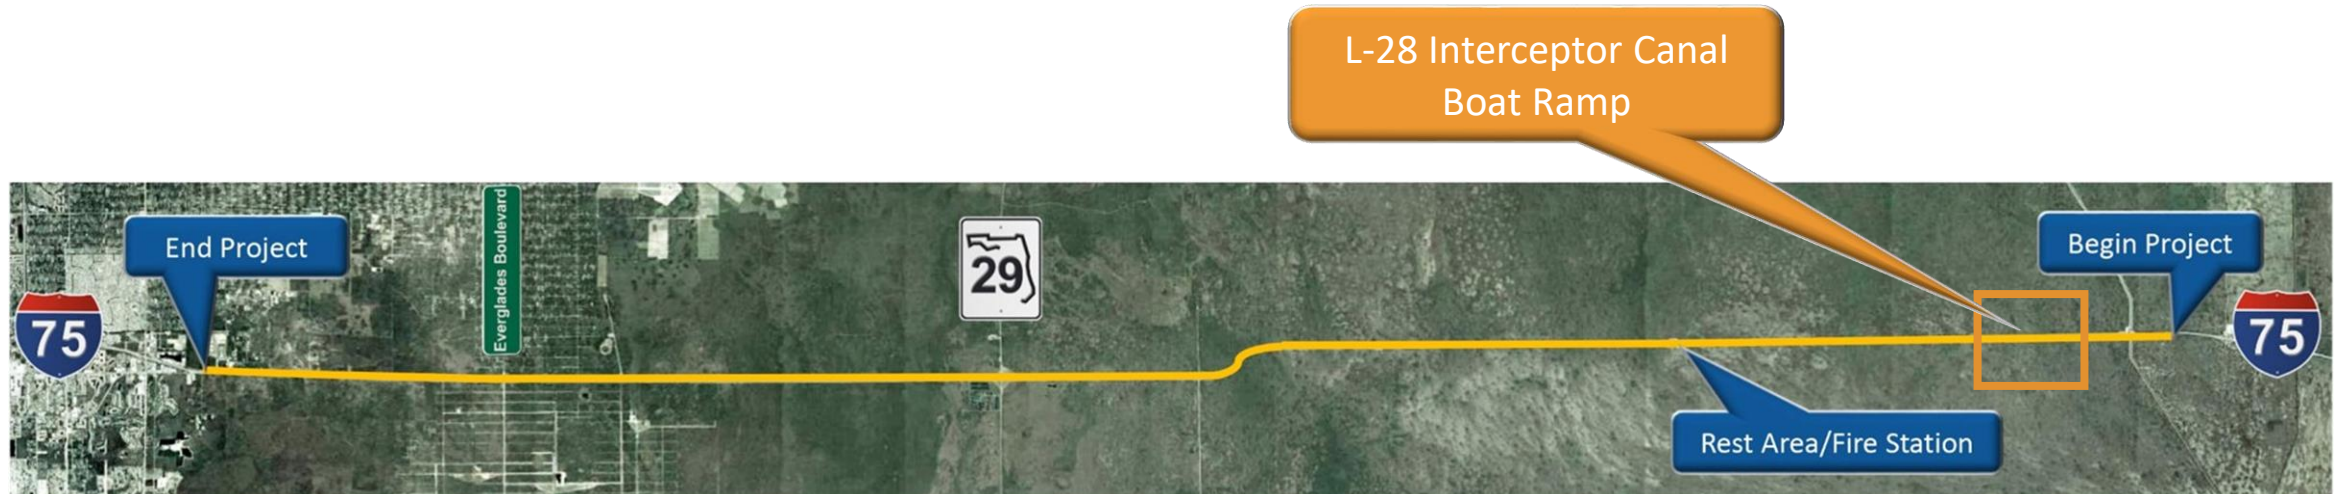 L-28 Interceptor Canal
Boat Ramp
End Project
Everglades Boulevard
29
Begin Project
75
75
Rest Area/Fire Station